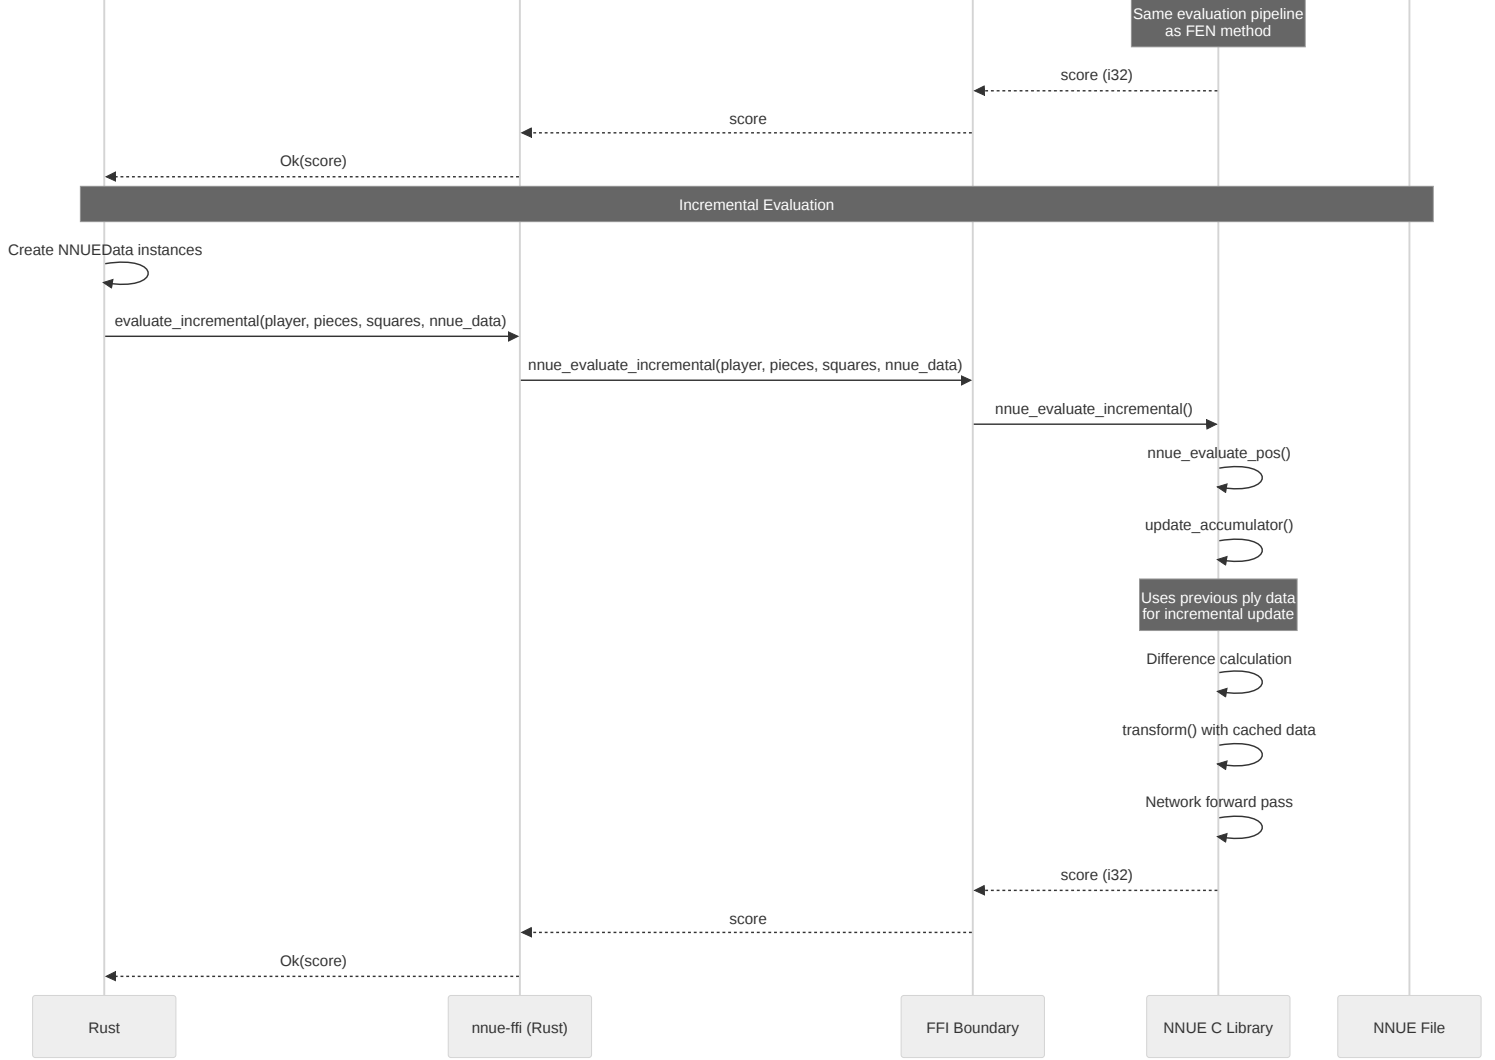 Same evaluation pipeline
as FEN method
score (i32)
score
Ok(score)
Incremental Evaluation
Create NNUEData instances
evaluate_incremental(player, pieces, squares, nnue_data)
nnue_evaluate_incremental(player, pieces, squares, nnue_data)
nnue_evaluate_incremental()
nnue_evaluate_pos()
update_accumulator()
Uses previous ply data
for incremental update
Difference calculation
transform() with cached data
Network forward pass
score (i32)
score
Ok(score)
Rust
nnue-ffi (Rust)
FFI Boundary
NNUE C Library
NNUE File